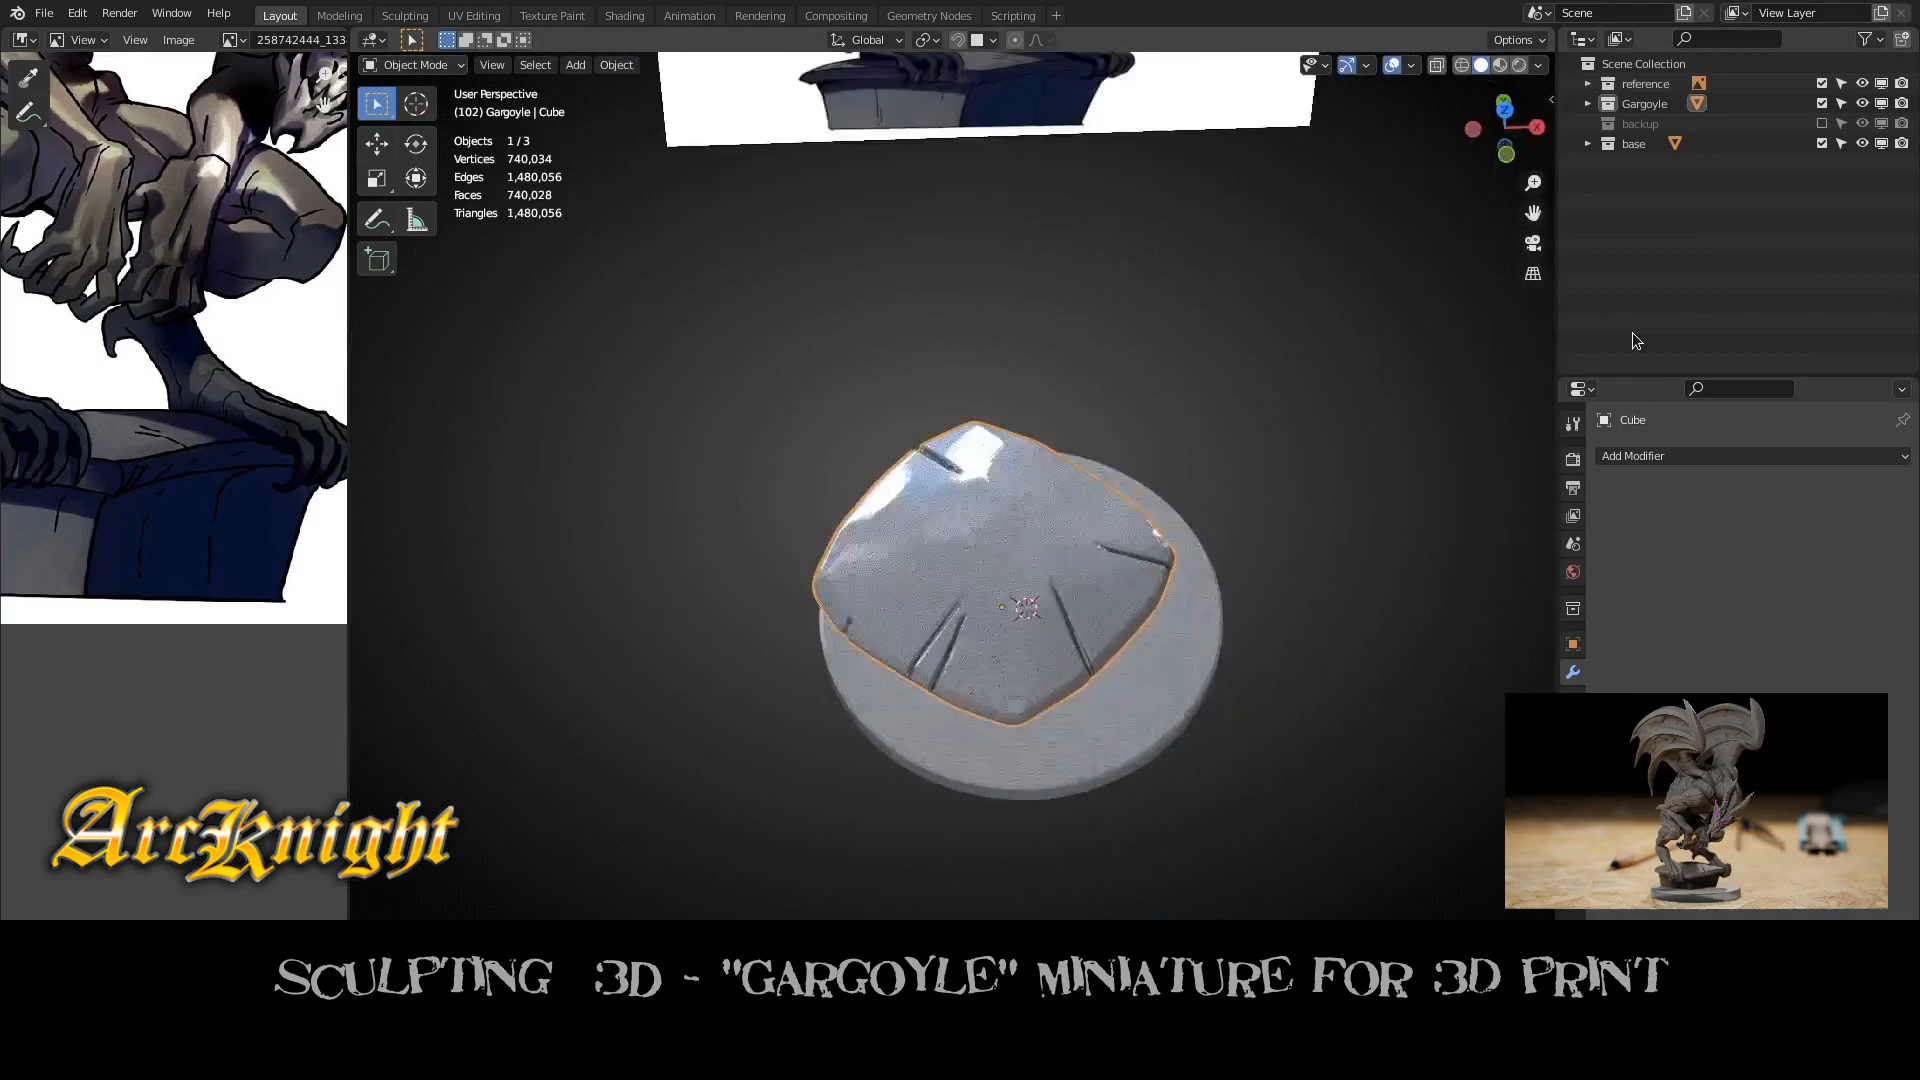 File Edit Render Window Help
Layout Modeling Sculpting UV Editing Texture Paint Shading Animation Rendering Compositing Geometry Nodes Scripting +
Scene
View Layer
View View Image 258742444_133
Global
Options
Object Mode View Select Add Object
User Perspective
(102) Gargoyle | Cube
Objects 1 / 3
Vertices 740,034
Edges 1,480,056
Faces 740,028
Triangles 1,480,056
Z
X
Scene Collection
reference
Gargoyle
backup
base
Cube
Add Modifier
ArcKnight
SCULPTING 3D - "GARGOYLE" MINIATURE FOR 3D PRINT